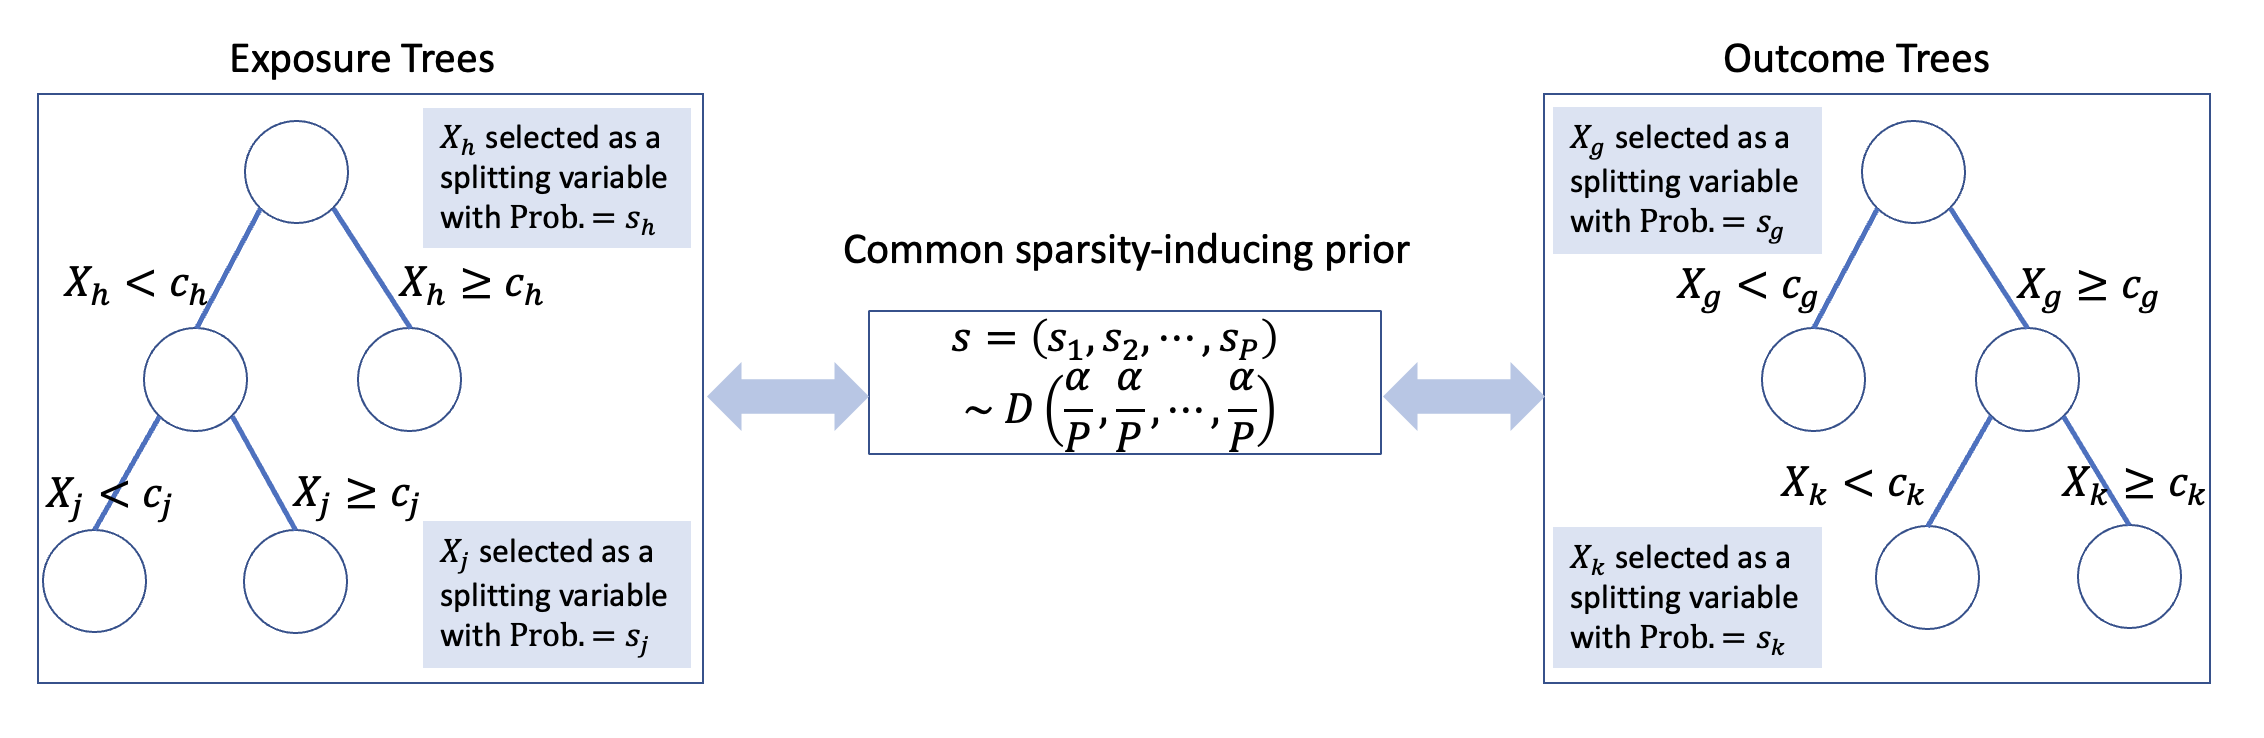 Exposure Trees
X_h selected as a
splitting variable
with Prob. = s_h
X_h < c_h
X_h ≥ c_h
X_j < c_j
X_j ≥ c_j
X_j selected as a
splitting variable
with Prob. = s_j
Common sparsity-inducing prior
s = (s_1, s_2, ⋯, s_P)
~ D (α/P, α/P, ⋯, α/P)
Outcome Trees
X_g selected as a
splitting variable
with Prob. = s_g
X_g < c_g
X_g ≥ c_g
X_k < c_k
X_k ≥ c_k
X_k selected as a
splitting variable
with Prob. = s_k